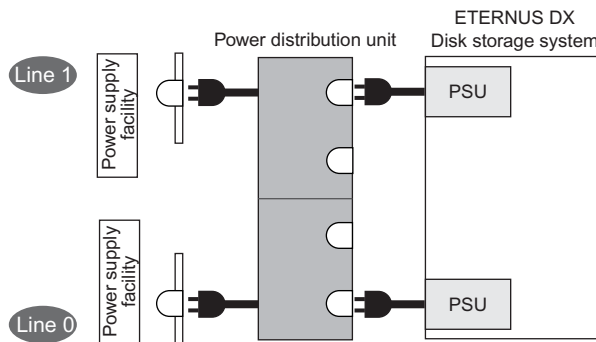 ETERNUS DX
Disk storage system
Power distribution unit
Line 1
Power supply
facility
PSU
Power supply
facility
Line 0
PSU